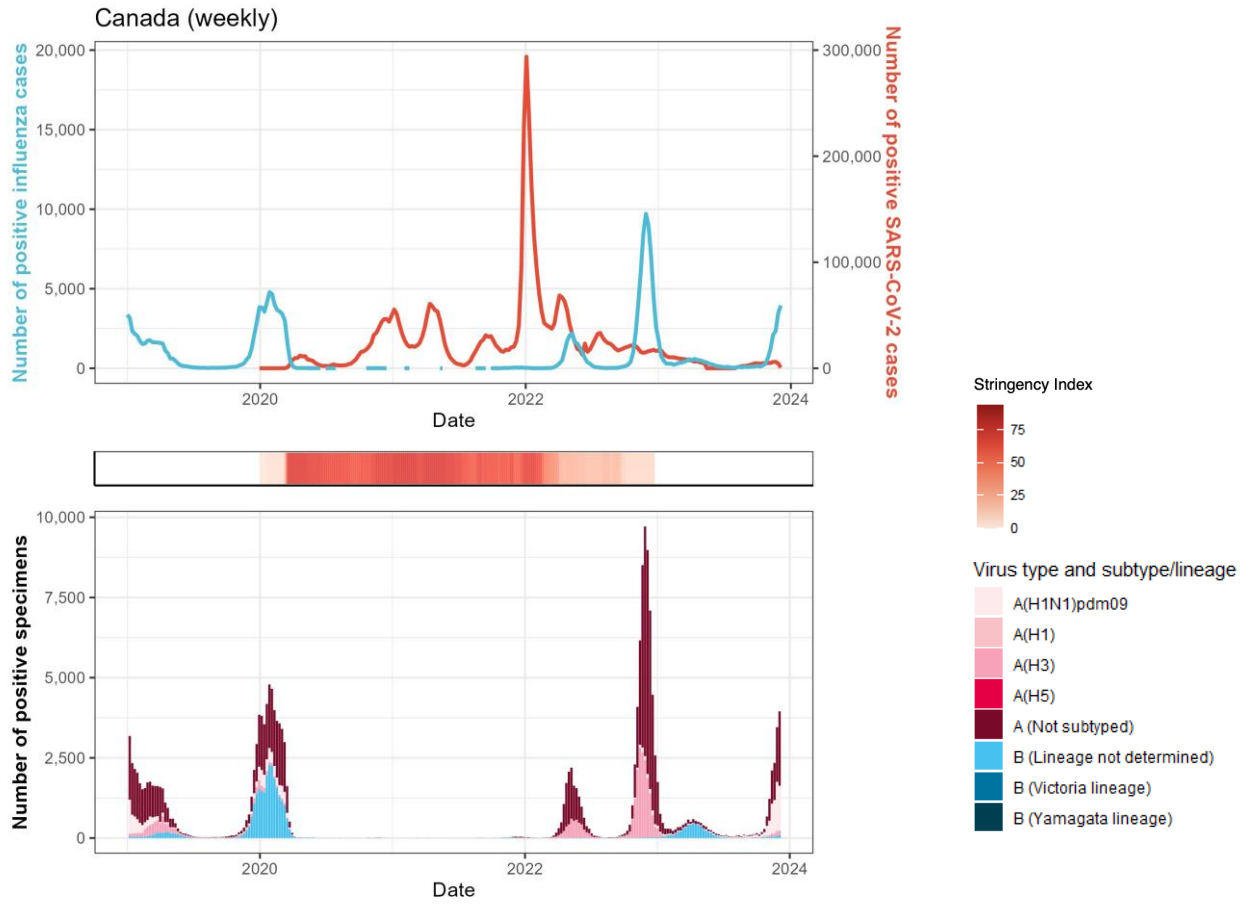 Canada (weekly)
Number of positive influenza cases
20,000
15,000
10,000
5,000
0
300,000
200,000
100,000
0
Number of positive SARS-CoV-2 cases
2020
2022
2024
Date
Stringency Index
75
50
25
0
Number of positive specimens
10,000
7,500
5,000
2,500
0
2020
2022
2024
Date
Virus type and subtype/lineage
A(H1N1)pdm09
A(H1)
A(H3)
A(H5)
A (Not subtyped)
B (Lineage not determined)
B (Victoria lineage)
B (Yamagata lineage)